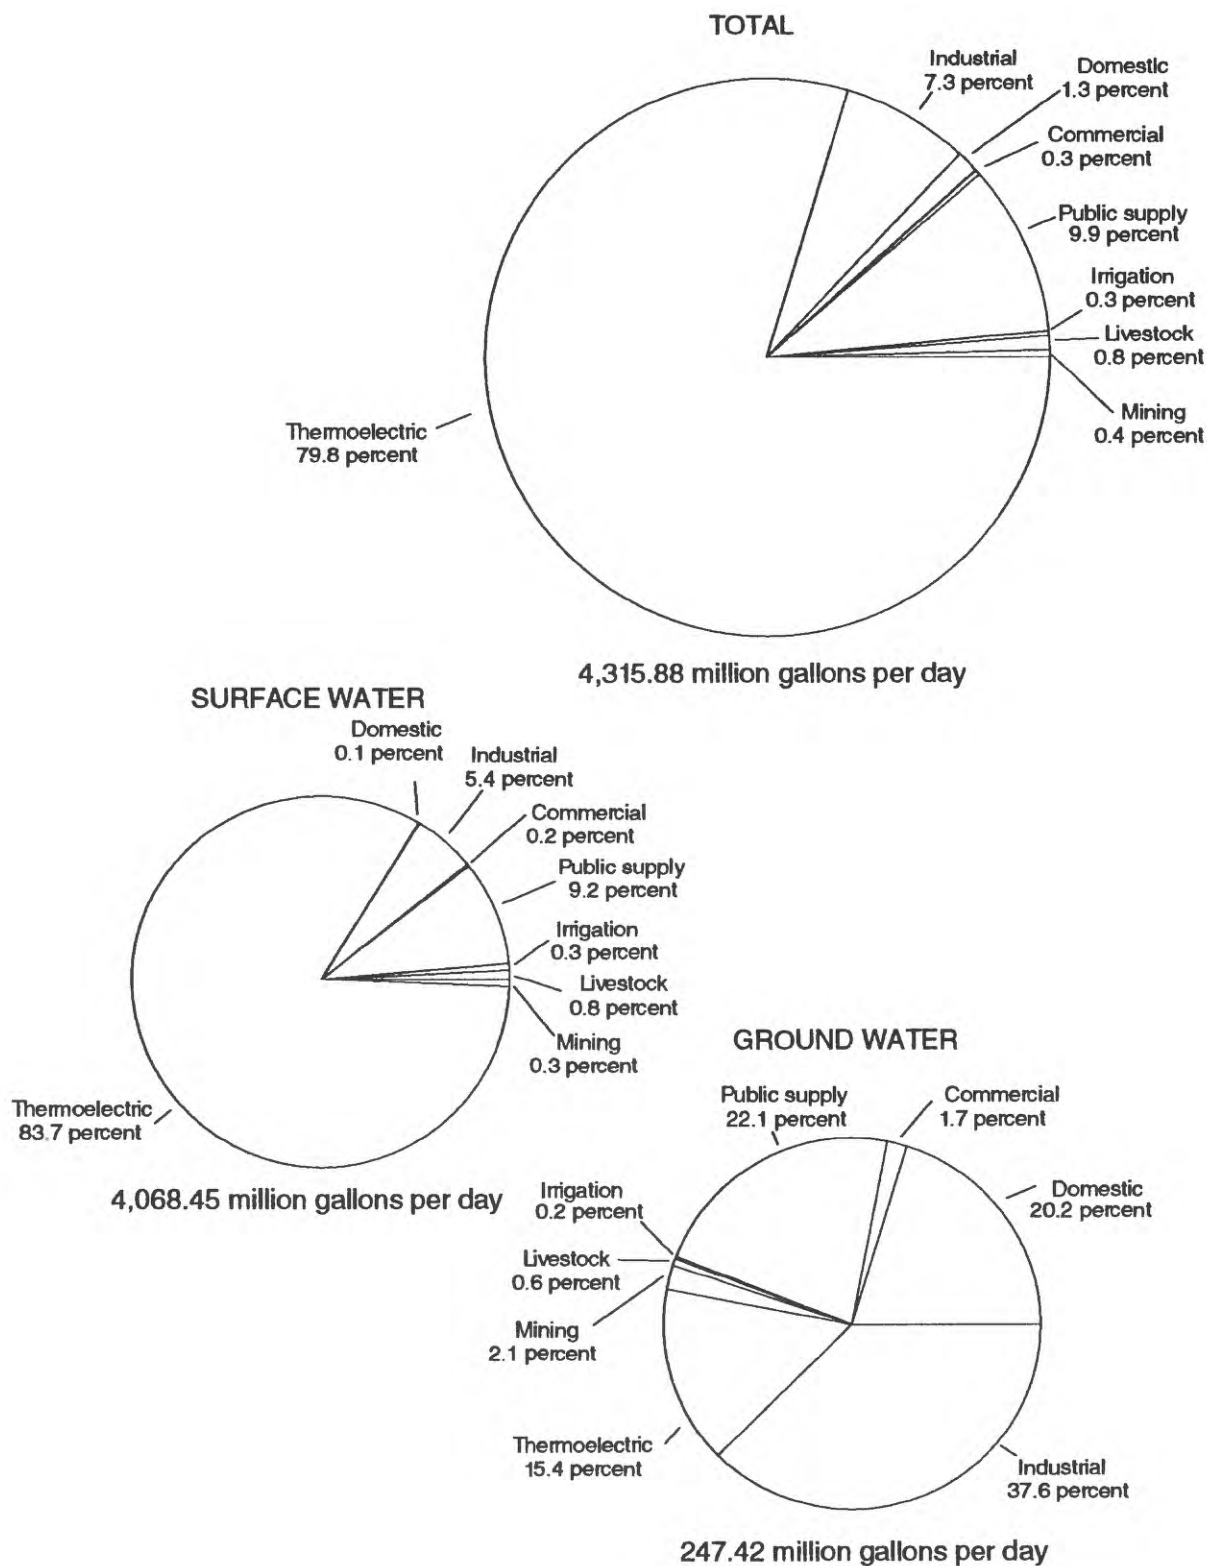 TOTAL
Industrial
7.3 percent
Domestic
1.3 percent
Commercial
0.3 percent
Public supply
9.9 percent
Irrigation
0.3 percent
Livestock
0.8 percent
Mining
0.4 percent
Thermoelectric
79.8 percent
4,315.88 million gallons per day
SURFACE WATER
Domestic
0.1 percent
Industrial
5.4 percent
Commercial
0.2 percent
Public supply
9.2 percent
Irrigation
0.3 percent
Livestock
0.8 percent
Mining
0.3 percent
Thermoelectric
83.7 percent
4,068.45 million gallons per day
GROUND WATER
Public supply
22.1 percent
Commercial
1.7 percent
Domestic
20.2 percent
Irrigation
0.2 percent
Livestock
0.6 percent
Mining
2.1 percent
Thermoelectric
15.4 percent
Industrial
37.6 percent
247.42 million gallons per day